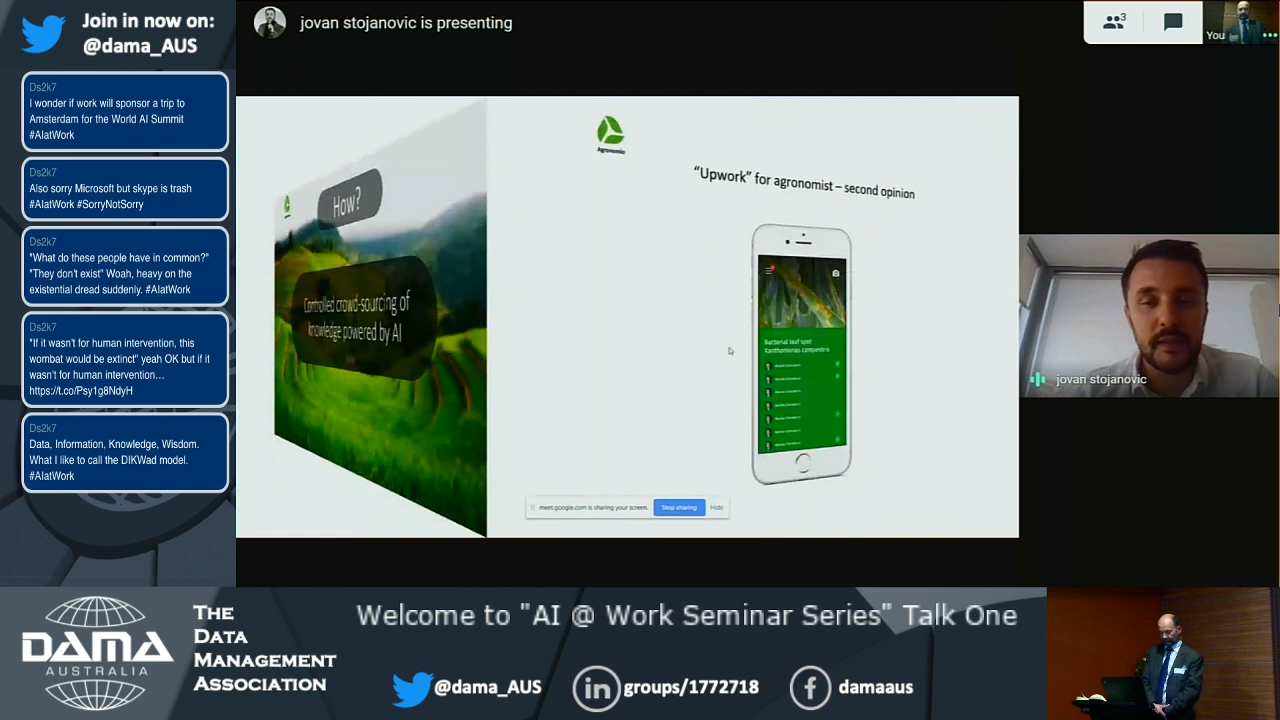 Join in now on:
@dama_AUS
Ds2k7
I wonder if work will sponsor a trip to
Amsterdam for the World AI Summit
#AIatWork
Ds2k7
Also sorry Microsoft but skype is trash
#AIatWork #SorryNotSorry
Ds2k7
"What do these people have in common?"
"They don't exist" Woah, heavy on the
existential dread suddenly. #AIatWork
Ds2k7
"If it wasn't for human intervention, this
wombat would be extinct" yeah OK but if it
wasn't for human intervention…
https://t.co/Psy1g8NdyH
Ds2k7
Data, Information, Knowledge, Wisdom.
What I like to call the DIKWad model.
#AIatWork
jovan stojanovic is presenting
3
You
How?
Controlled crowd-sourcing of
knowledge powered by AI
Agronomio
"Upwork" for agronomist – second opinion
Bacterial leaf spot
Xanthomonas campestris
meet.google.com is sharing your screen.
Stop sharing
Hide
jovan stojanovic
DAMA
AUSTRALIA
THE
DATA
MANAGEMENT
ASSOCIATION
Welcome to "AI @ Work Seminar Series" Talk One
@dama_AUS
in groups/1772718
f damaaus